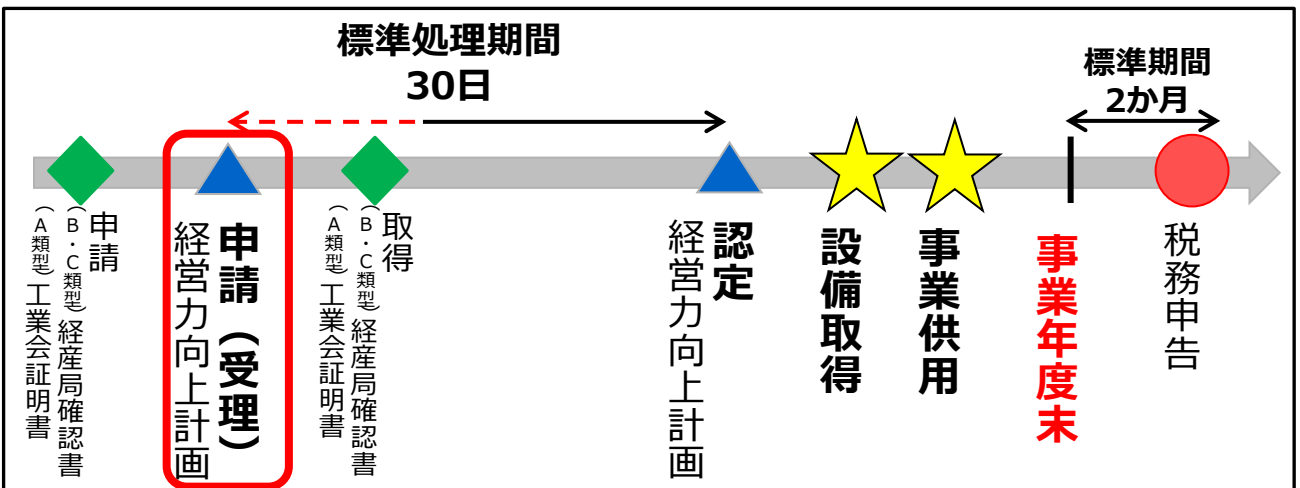 標準処理期間
30日
標準期間
2か月
申請
（B・C類型）経産局確認書
（A類型）工業会証明書
申請（受理）
経営力向上計画
取得
（B・C類型）経産局確認書
（A類型）工業会証明書
認定
経営力向上計画
設備取得
事業供用
事業年度末
税務申告